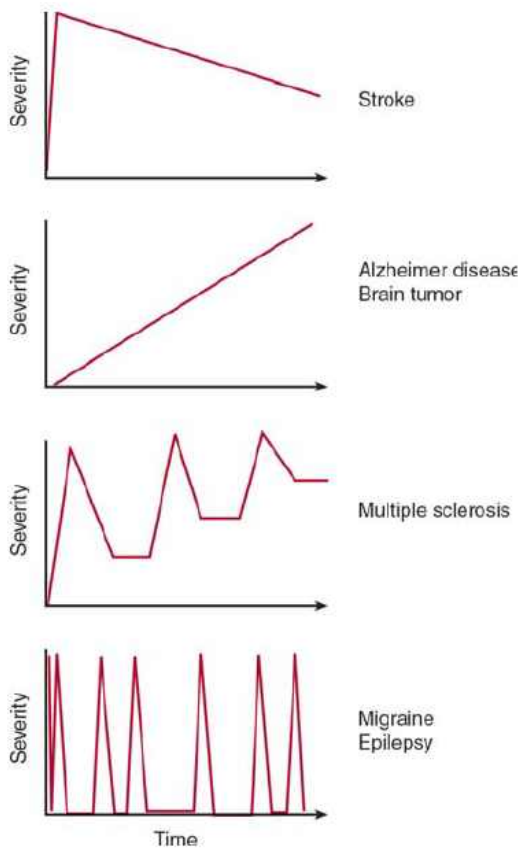 Severity
Stroke
Severity
Alzheimer disease
Brain tumor
Severity
Multiple sclerosis
Severity
Migraine
Epilepsy
Time